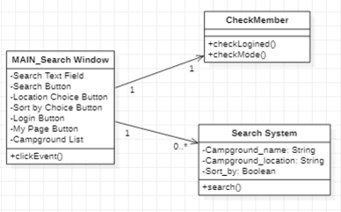 CheckMember
+checkLogined()
+checkMode()
MAIN_Search Window
-Search Text Field
-Search Button
-Location Choice Button
-Sort by Choice Button
-Login Button
-My Page Button
-Campground List
+clickEvent()
1
1
1
0..*
Search System
-Campground_name: String
-Campground_location: String
-Sort_by: Boolean
+search()